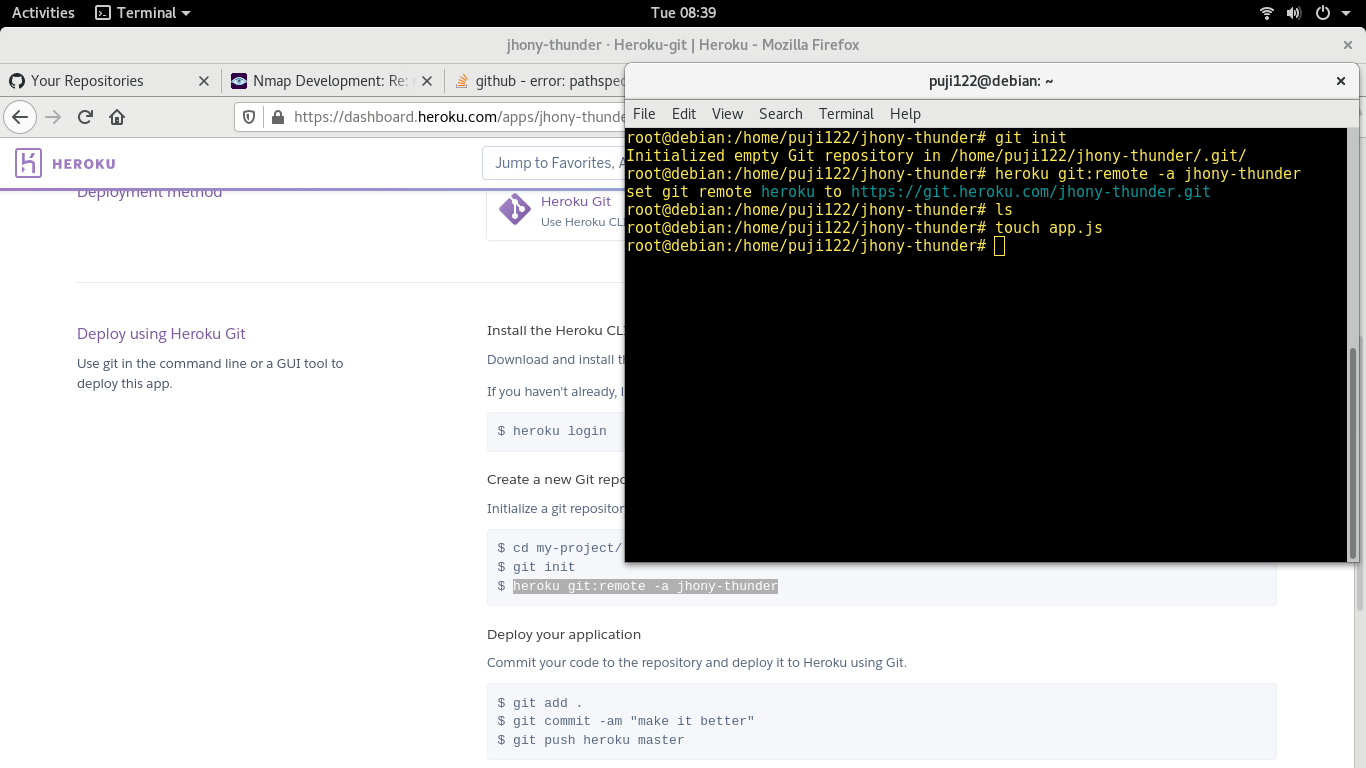 Activities Terminal Tue 08:39
jhony-thunder · Heroku-git | Heroku - Mozilla Firefox
Your Repositories Nmap Development: Re: github - error: pathspec
https://dashboard.heroku.com/apps/jhony-thunde
HEROKU Jump to Favorites, A
Deployment method
Heroku Git
Use Heroku CLI
Deploy using Heroku Git
Use git in the command line or a GUI tool to
deploy this app.
Install the Heroku CLI
Download and install th
If you haven't already, l
$ heroku login
Create a new Git repo
Initialize a git repositor
$ cd my-project/
$ git init
$ heroku git:remote -a jhony-thunder
Deploy your application
Commit your code to the repository and deploy it to Heroku using Git.
$ git add .
$ git commit -am "make it better"
$ git push heroku master
puji122@debian: ~
File Edit View Search Terminal Help
root@debian:/home/puji122/jhony-thunder# git init
Initialized empty Git repository in /home/puji122/jhony-thunder/.git/
root@debian:/home/puji122/jhony-thunder# heroku git:remote -a jhony-thunder
set git remote heroku to https://git.heroku.com/jhony-thunder.git
root@debian:/home/puji122/jhony-thunder# ls
root@debian:/home/puji122/jhony-thunder# touch app.js
root@debian:/home/puji122/jhony-thunder#